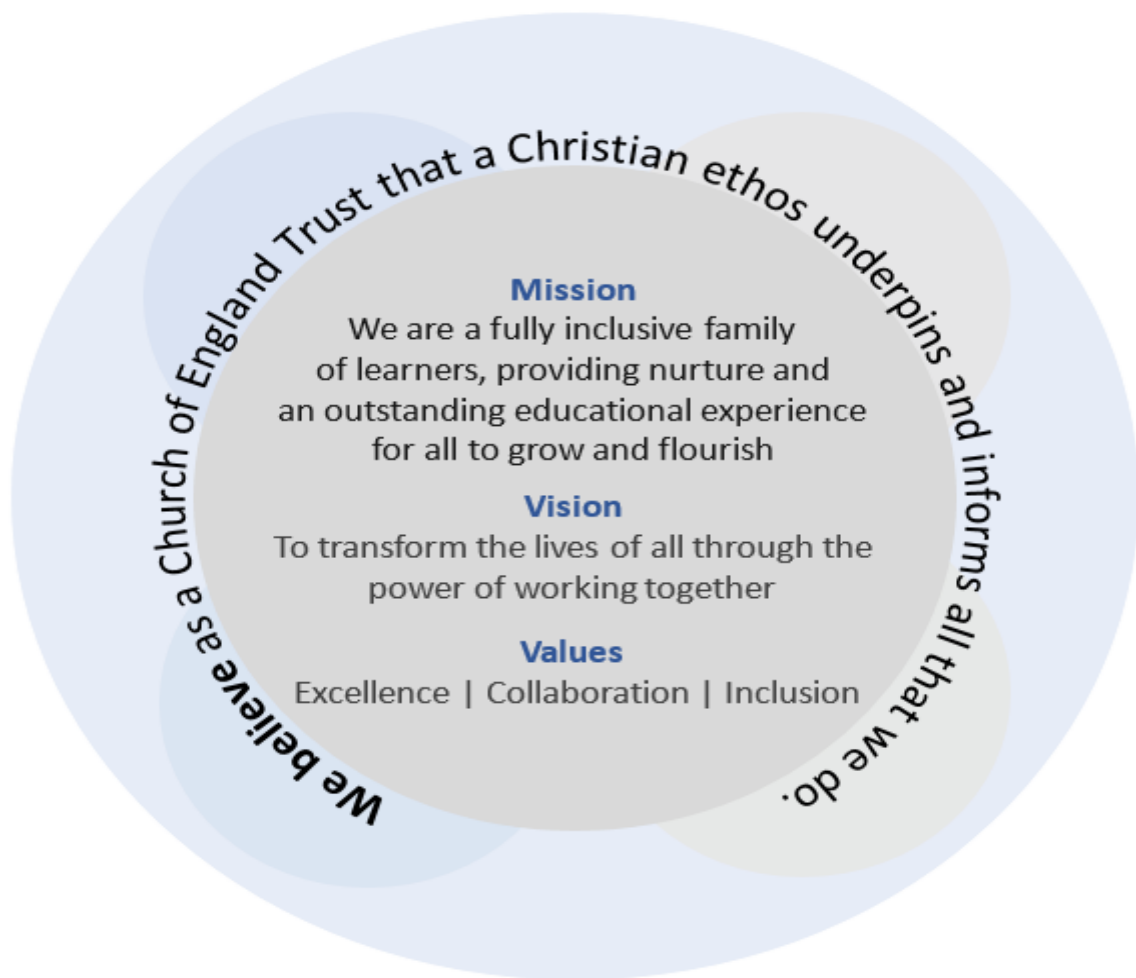 We believe as a Church of England Trust that a Christian ethos underpins and informs all that we do.
Mission
We are a fully inclusive family
of learners, providing nurture and
an outstanding educational experience
for all to grow and flourish
Vision
To transform the lives of all through the
power of working together
Values
Excellence | Collaboration | Inclusion